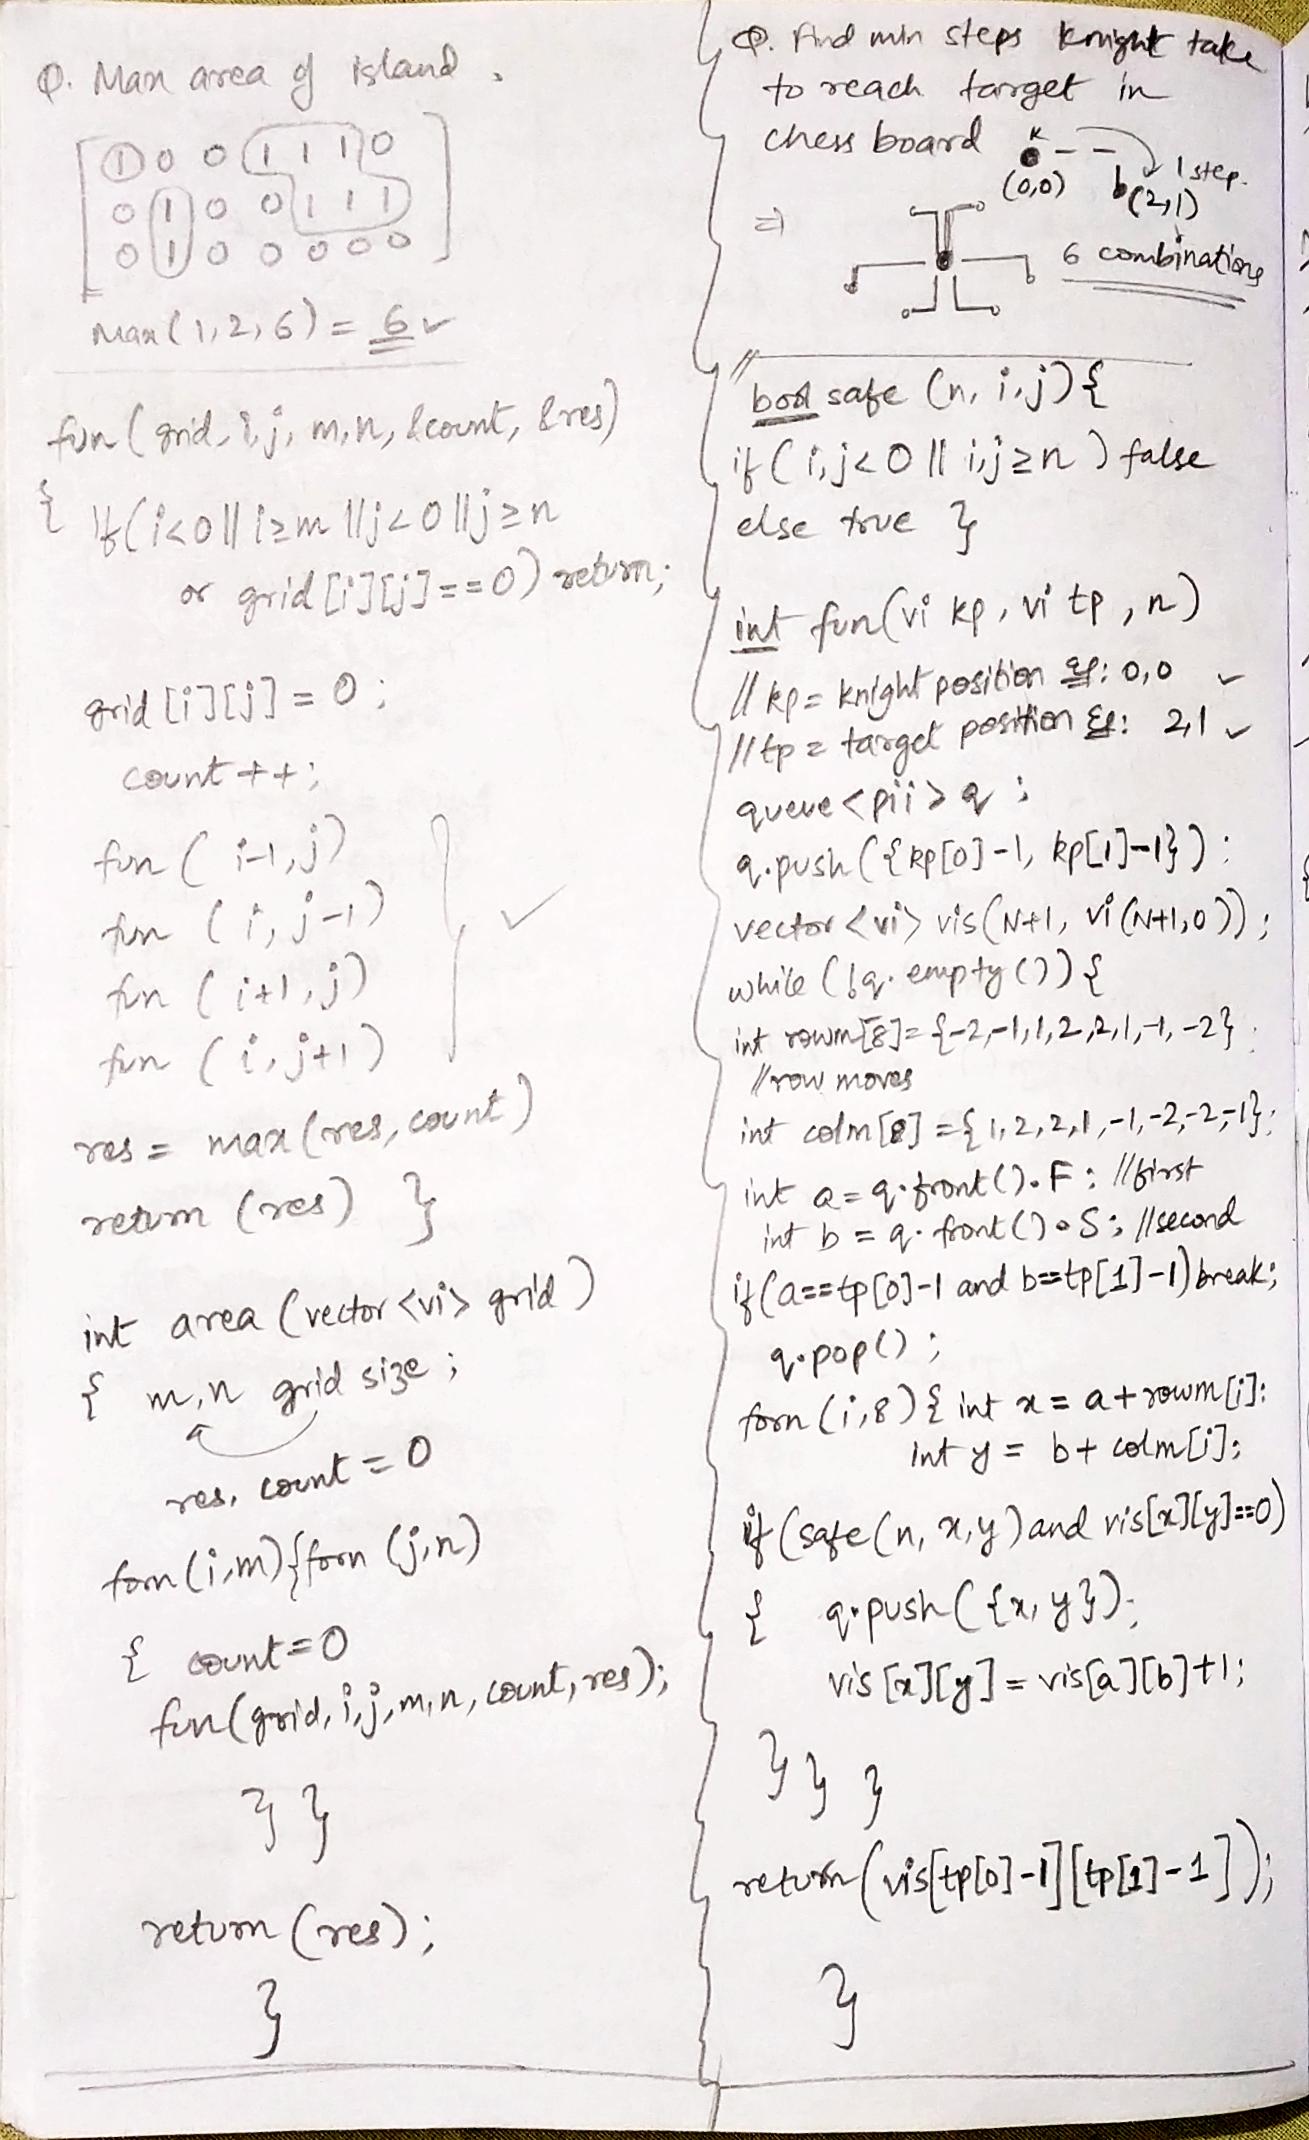 Q. Max area of island.
1 0 0 1 1 1 0
0 1 0 0 1 1 1
0 1 0 0 0 0 0
Max(1,2,6) = 6
fun(grid, i,j, m,n, &count, &res)
{ if(i<0 || i≥m || j<0 || j≥n
or grid[i][j]==0) return;
grid[i][j] = 0;
count++;
fun( i-1,j)
fun (i, j-1)
fun (i+1,j)
fun (i, j+1)
res = max(res, count)
return (res) }
int area (vector<vi> grid)
{ m,n grid size;
res, count = 0
forn(i,m){forn (j,n)
{ count=0
fun(grid,i,j,m,n,count,res);
} }
return (res);
}
Q. Find min steps knight take
to reach target in
chess board
K
(0,0)
b(2,1)
1 step.
⇒
6 combinations
//
bool safe (n, i,j){
if( i,j<0 || i,j≥n ) false
else true }
int fun(vi kp, vi tp, n)
// kp = knight position eg: 0,0
// tp = target position eg: 2,1
queue<pii> q;
q.push({kp[0]-1, kp[1]-1});
vector<vi> vis(N+1, vi(N+1,0));
while (!q.empty()){
int rowm[8]={-2,-1,1,2,2,1,-1,-2}
//row moves
int colm[8]={1,2,2,1,-1,-2,-2,-1};
int a=q.front().F; //first
int b = q.front().S; //second
if(a==tp[0]-1 and b==tp[1]-1)break;
q.pop();
forn(i,8){ int x = a+rowm[i];
int y = b+colm[i];
if(safe(n,x,y)and vis[x][y]==0)
{ q.push({x,y});
vis[x][y]=vis[a][b]+1;
} } }
return(vis[tp[0]-1][tp[1]-1]);
}